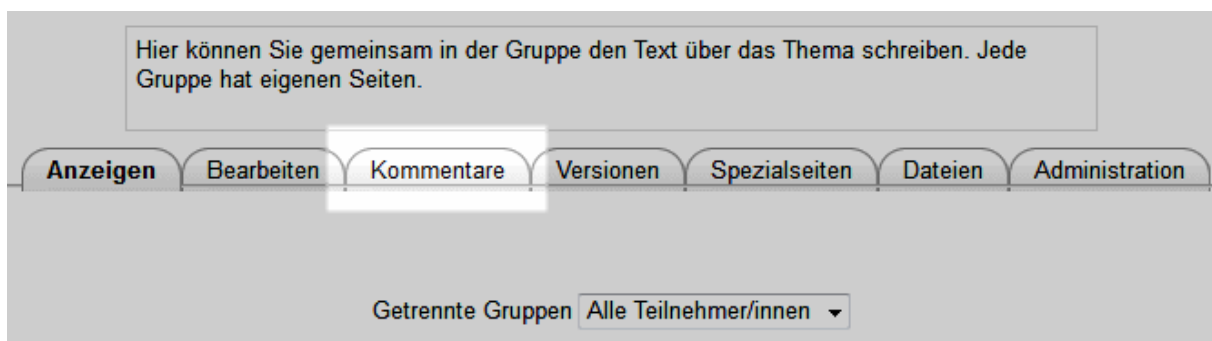 Hier können Sie gemeinsam in der Gruppe den Text über das Thema schreiben. Jede
Gruppe hat eigenen Seiten.
Anzeigen Bearbeiten Kommentare Versionen Spezialseiten Dateien Administration
Getrennte Gruppen Alle Teilnehmer/innen